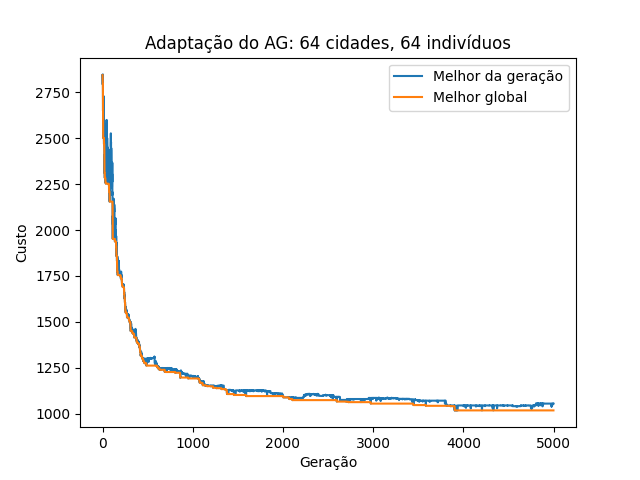 Adaptação do AG: 64 cidades, 64 indivíduos
Melhor da geração
Melhor global
2750
2500
2250
2000
1750
1500
1250
1000
Custo
0 1000 2000 3000 4000 5000
Geração